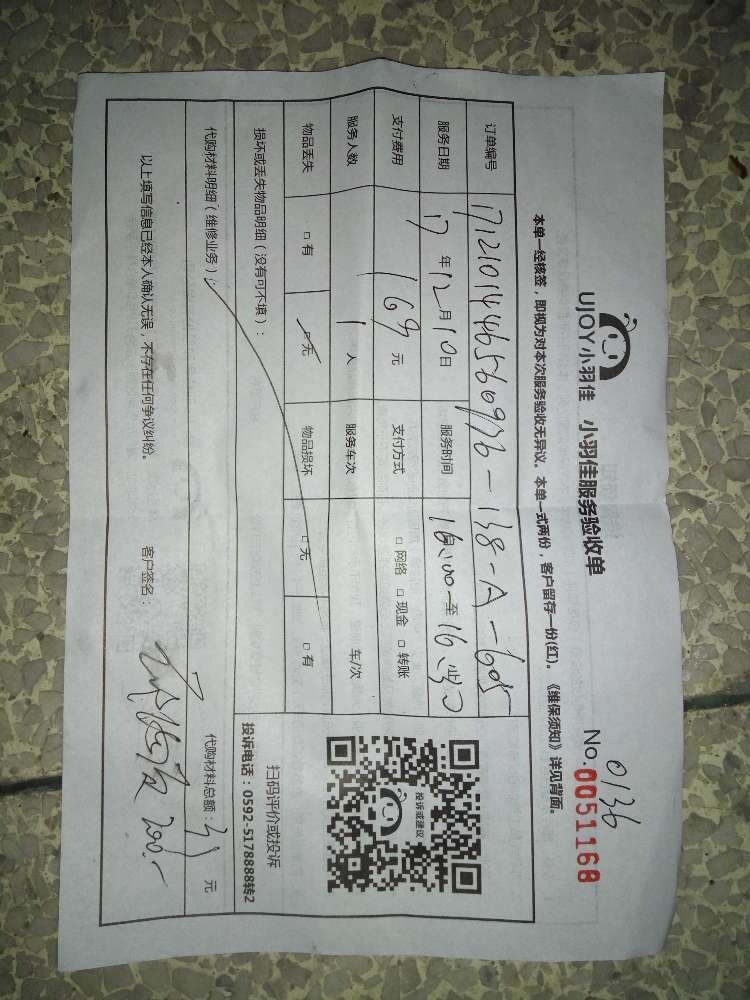 UJOY小羽佳 小羽佳服务验收单
0136
No.0051168
本单一经核签，即视为对本次服务验收无异议。本单一式两份，客户留存一份(红)。《维保须知》详见背面。
订单编号 -138-A-605
服务日期 17年12月10日 服务时间 16:00至16:
支付费用 169元 支付方式 □网络 □现金 □转账
服务人数 1人 服务车次 车/次
物品丢失 □有 □无 物品损坏 □无 □有
损坏或丢失物品明细（没有可不填）：
投诉或建议
扫码评价或投诉
投诉电话：0592-5178888转2
代购材料明细（维修业务）： 代购材料总额： 元
以上填写信息已经本人确认无误，不存在任何争议纠纷。 客户签名：